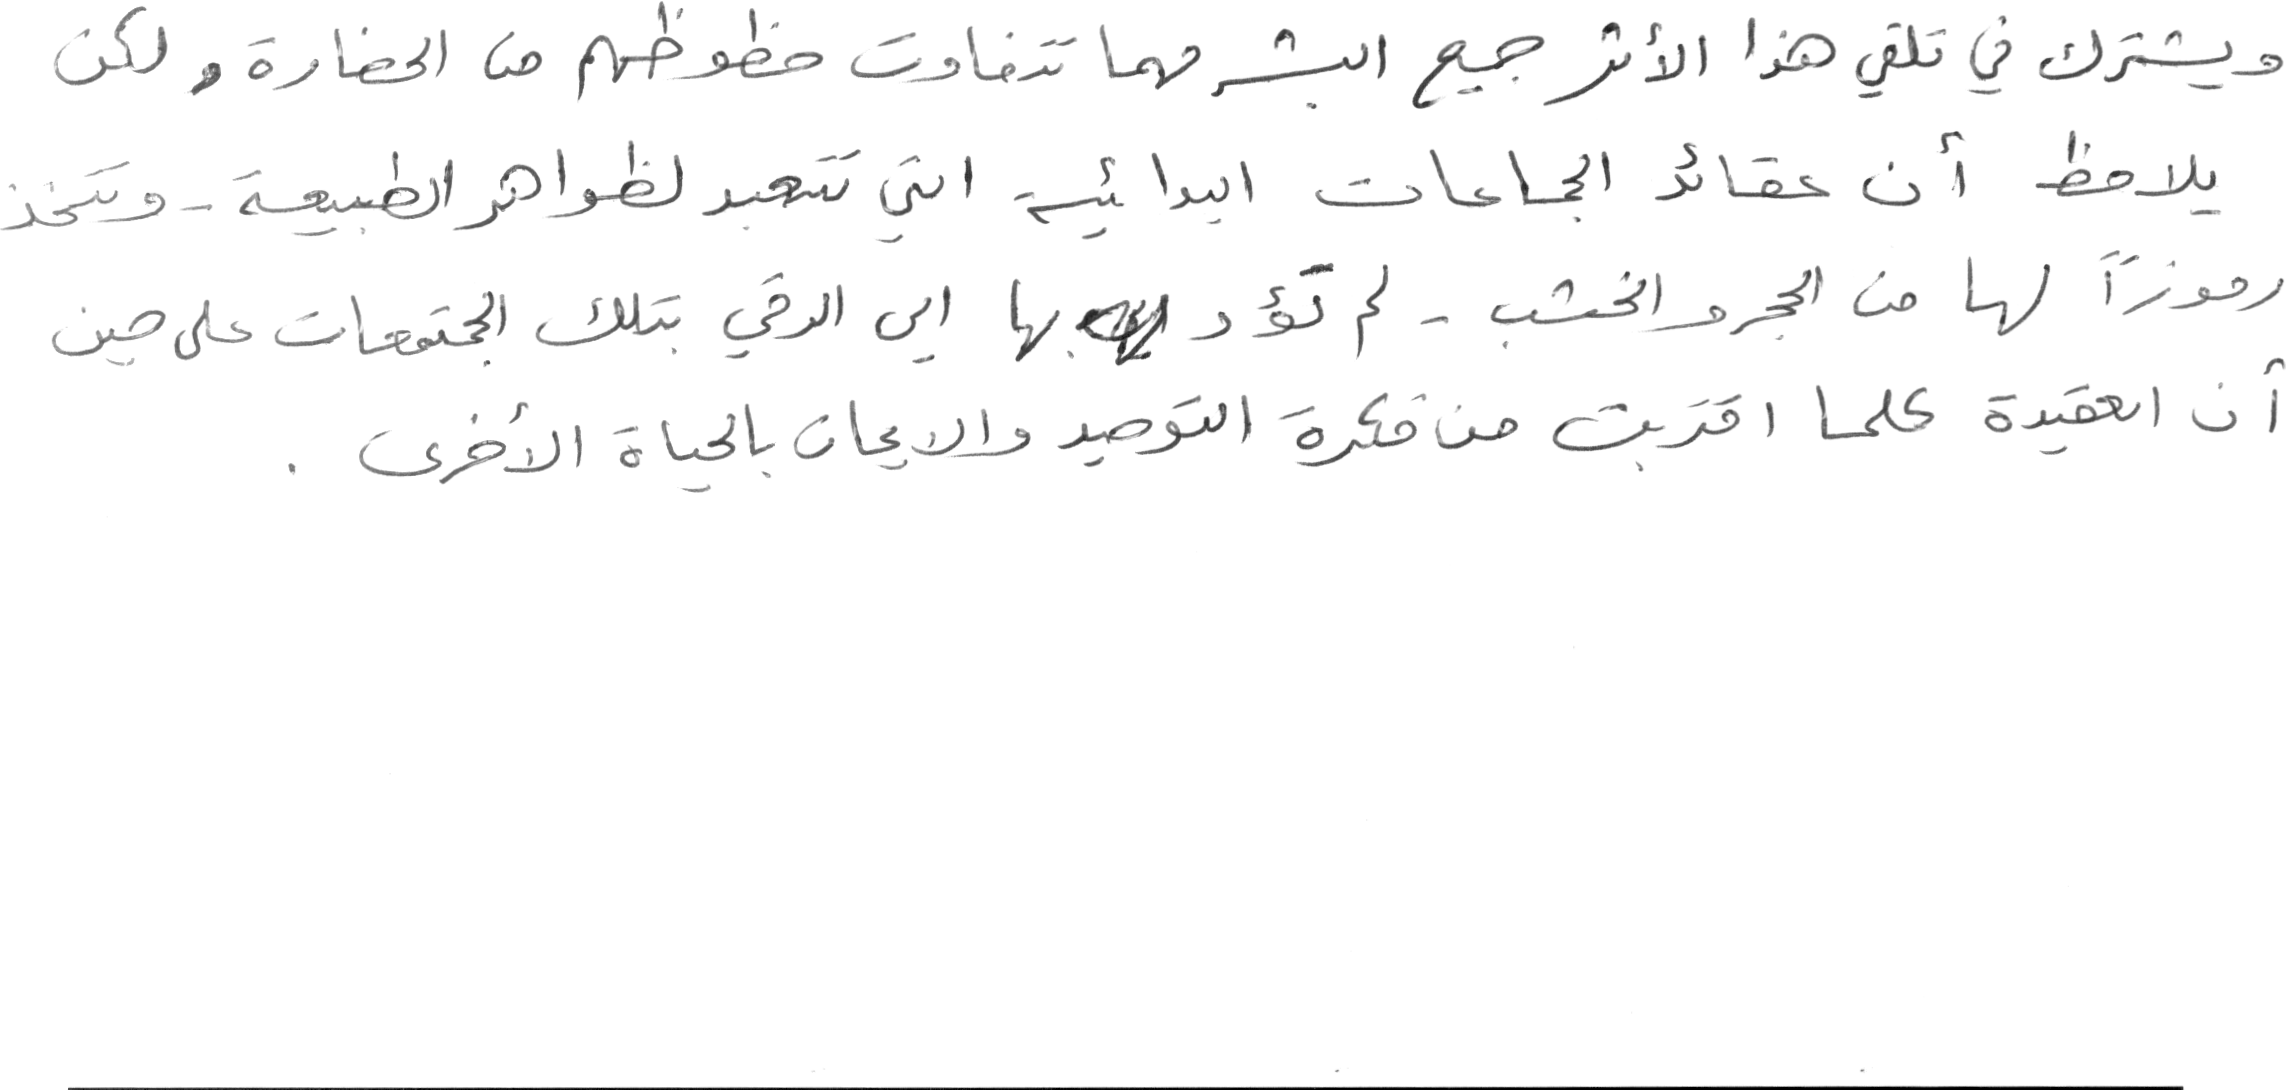 ويشترك في تلقي هذا الأثر جميع البشر مهما تتفاوت حظوظهم من الحضارة، ولكن
يلاحظ أن عقائد الجماعات البدائية التي تتعبد لظواهر الطبيعة - وتتخذ
رموزاً لها من الحجر والخشب - لم تؤد بها الى الرقي بتلك المجتمعات على حين
أن العقيدة كلما اقتربت من فكرة التوحيد والايمان بالحياة الأخرى .